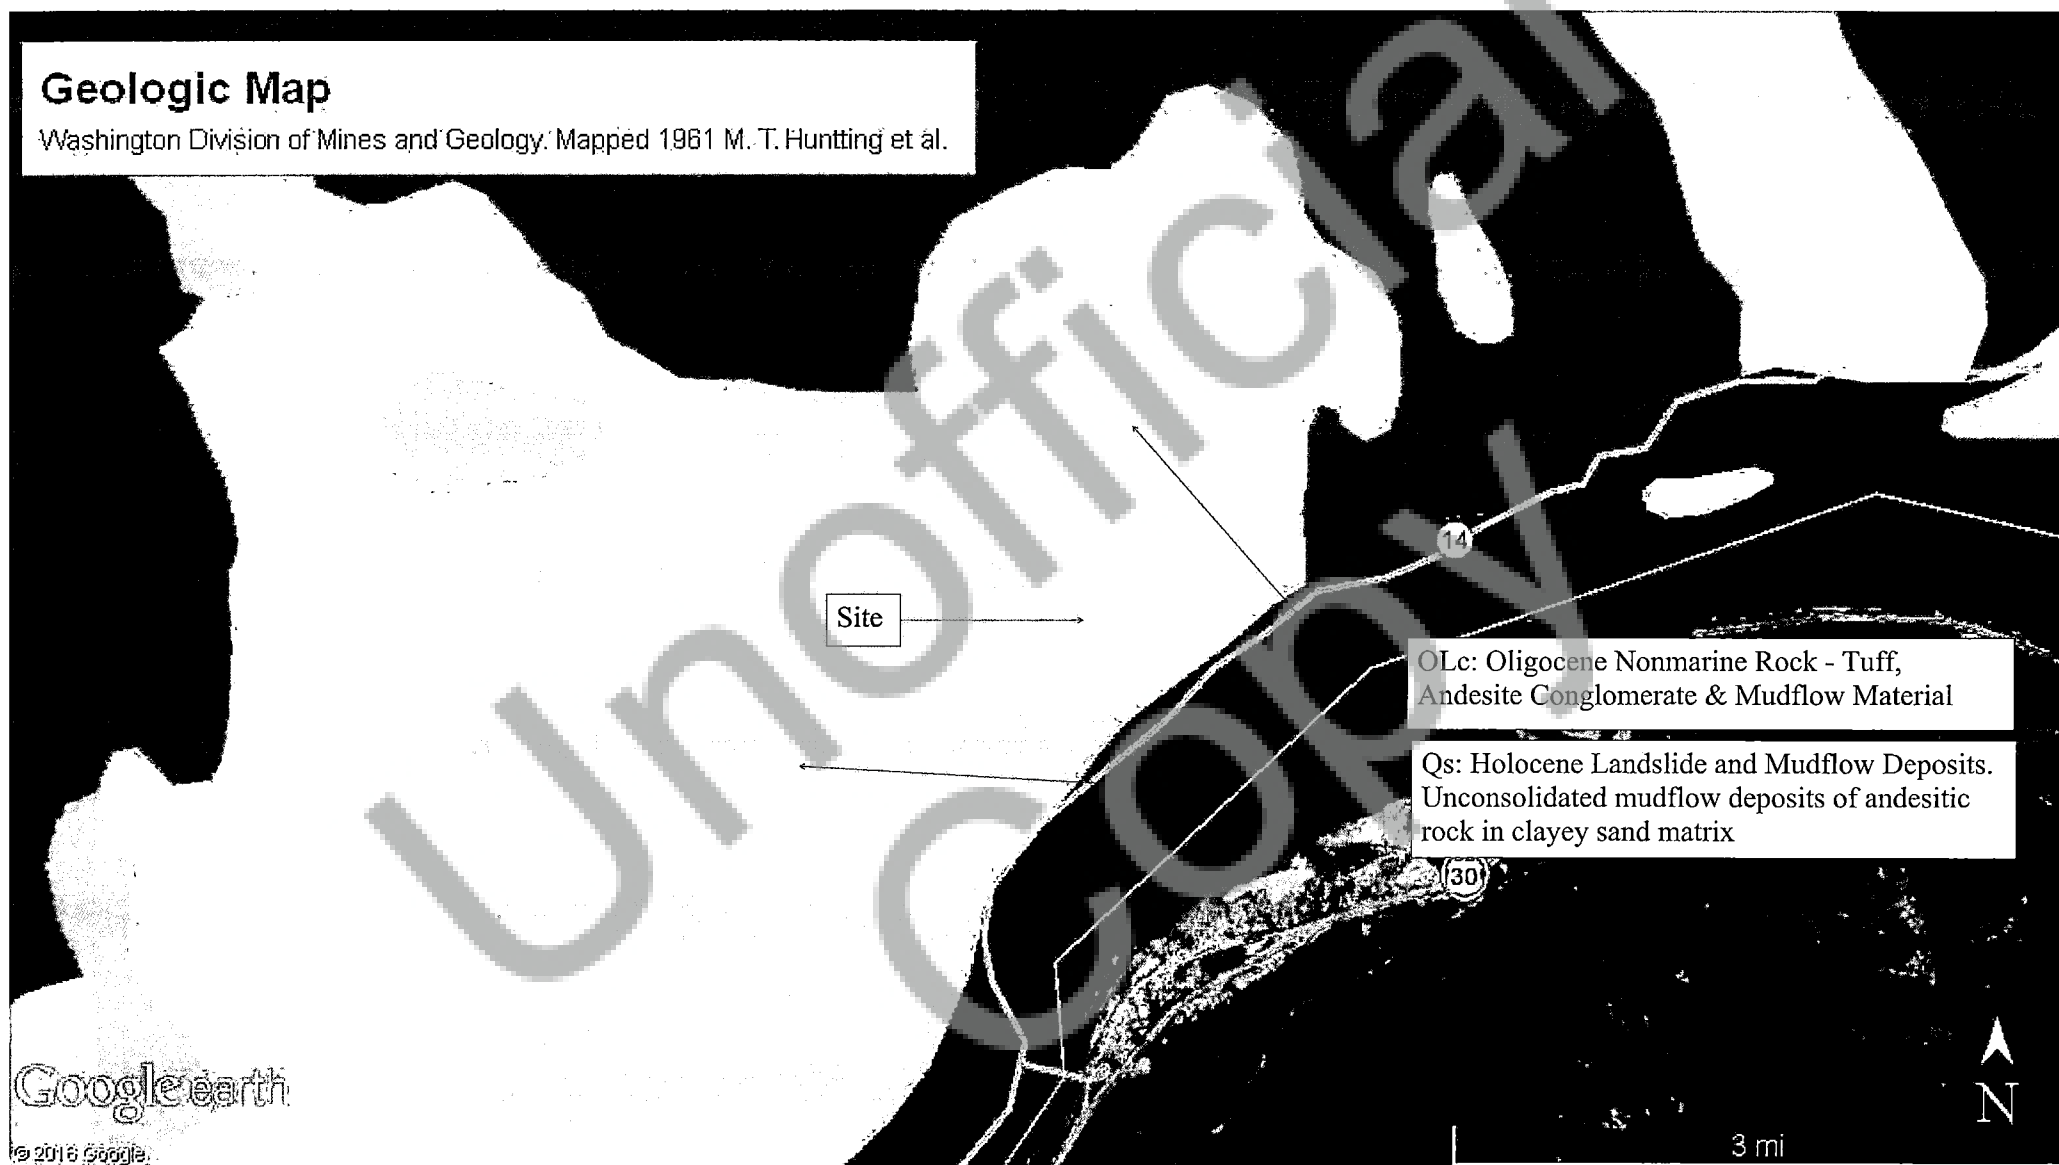 Geologic Map
Washington Division of Mines and Geology. Mapped 1961 M. T. Huntting et al.
Unofficial
Copy
14
Site
OLc: Oligocene Nonmarine Rock - Tuff,
Andesite Conglomerate & Mudflow Material
Qs: Holocene Landslide and Mudflow Deposits.
Unconsolidated mudflow deposits of andesitic
rock in clayey sand matrix
30
Google earth
© 2016 Google
N
3 mi